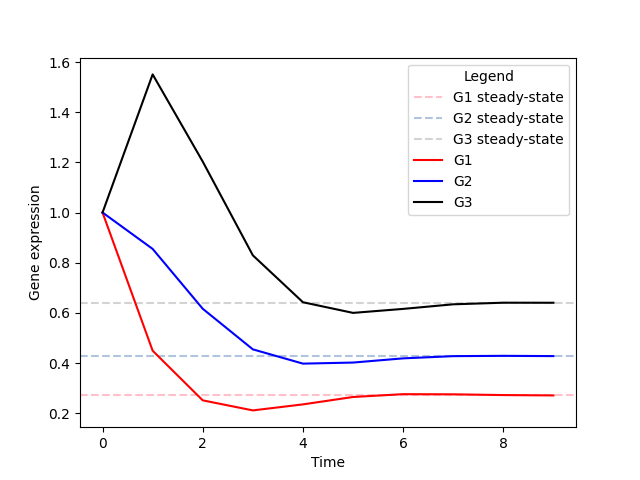 1.6
1.4
1.2
1.0
0.8
0.6
0.4
0.2
Gene expression
0 2 4 6 8
Time
Legend
G1 steady-state
G2 steady-state
G3 steady-state
G1
G2
G3